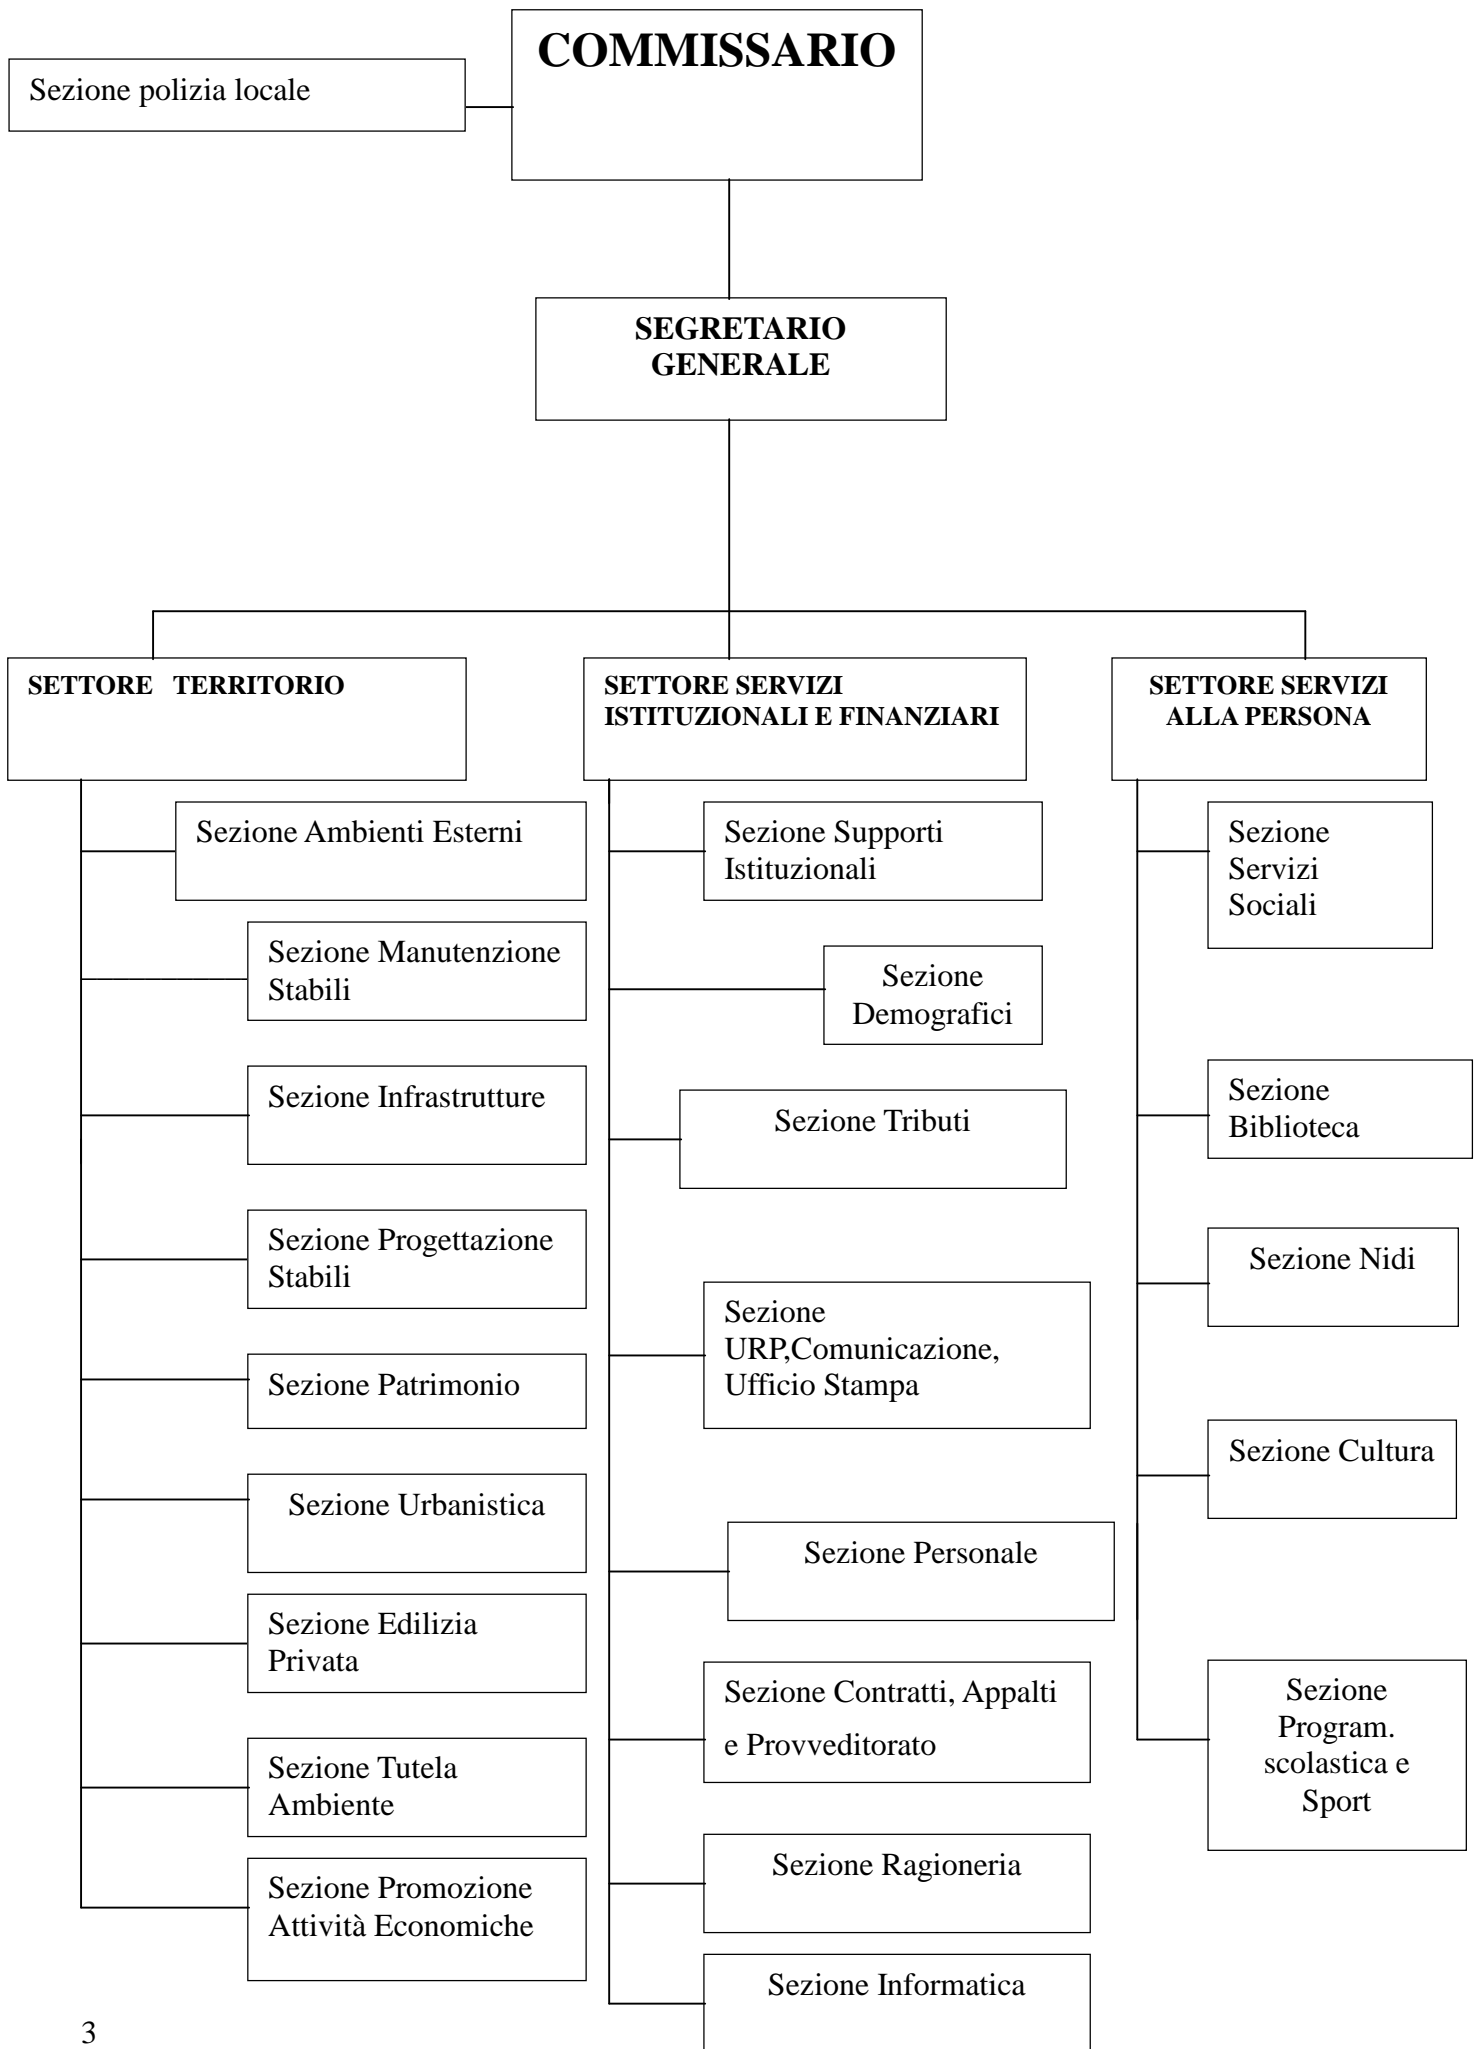 COMMISSARIO
Sezione polizia locale
SEGRETARIO
GENERALE
SETTORE TERRITORIO
SETTORE SERVIZI
ISTITUZIONALI E FINANZIARI
SETTORE SERVIZI
ALLA PERSONA
Sezione Ambienti Esterni
Sezione Manutenzione
Stabili
Sezione Infrastrutture
Sezione Progettazione
Stabili
Sezione Patrimonio
Sezione Urbanistica
Sezione Edilizia
Privata
Sezione Tutela
Ambiente
Sezione Promozione
Attività Economiche
Sezione Supporti
Istituzionali
Sezione
Demografici
Sezione Tributi
Sezione
URP,Comunicazione,
Ufficio Stampa
Sezione Personale
Sezione Contratti, Appalti
e Provveditorato
Sezione Ragioneria
Sezione Informatica
Sezione
Servizi
Sociali
Sezione
Biblioteca
Sezione Nidi
Sezione Cultura
Sezione
Program.
scolastica e
Sport
3